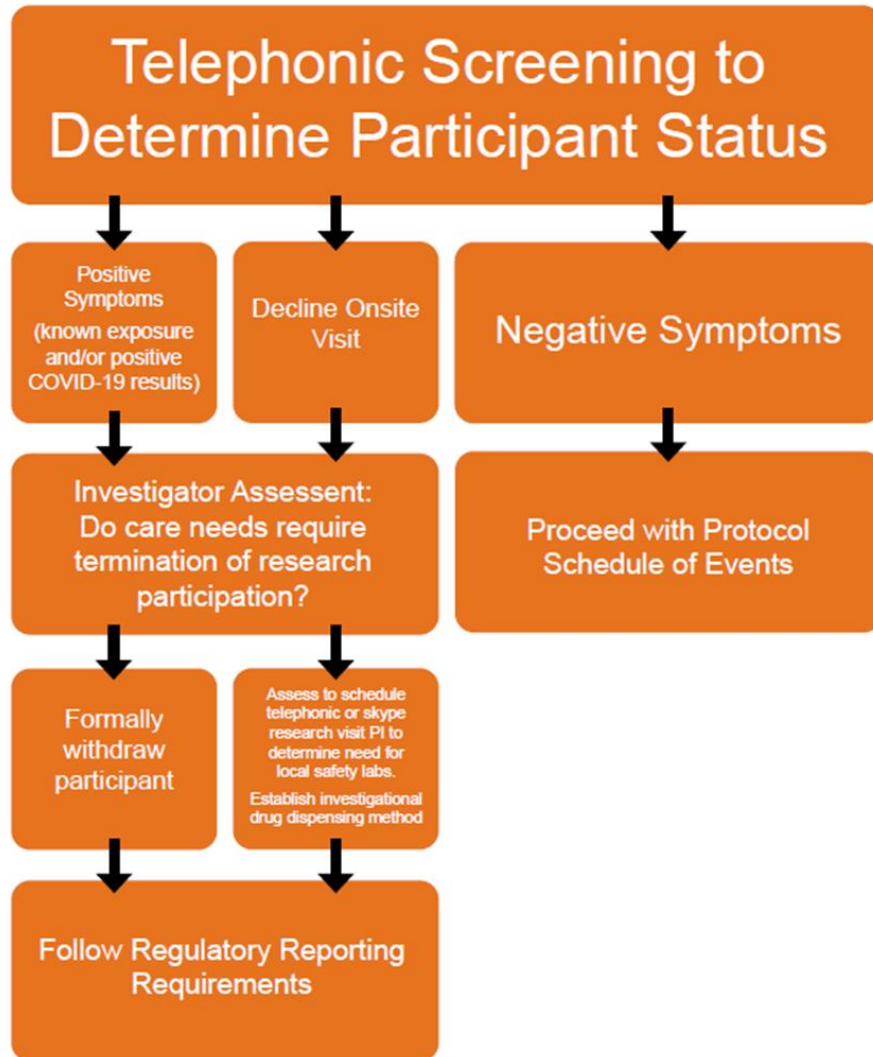 Telephonic Screening to
Determine Participant Status
Positive
Symptoms
(known exposure
and/or positive
COVID-19 results)
Decline Onsite
Visit
Negative Symptoms
Investigator Assessent:
Do care needs require
termination of research
participation?
Proceed with Protocol
Schedule of Events
Formally
withdraw
participant
Assess to schedule
telephonic or skype
research visit PI to
determine need for
local safety labs.
Establish investigational
drug dispensing method
Follow Regulatory Reporting
Requirements